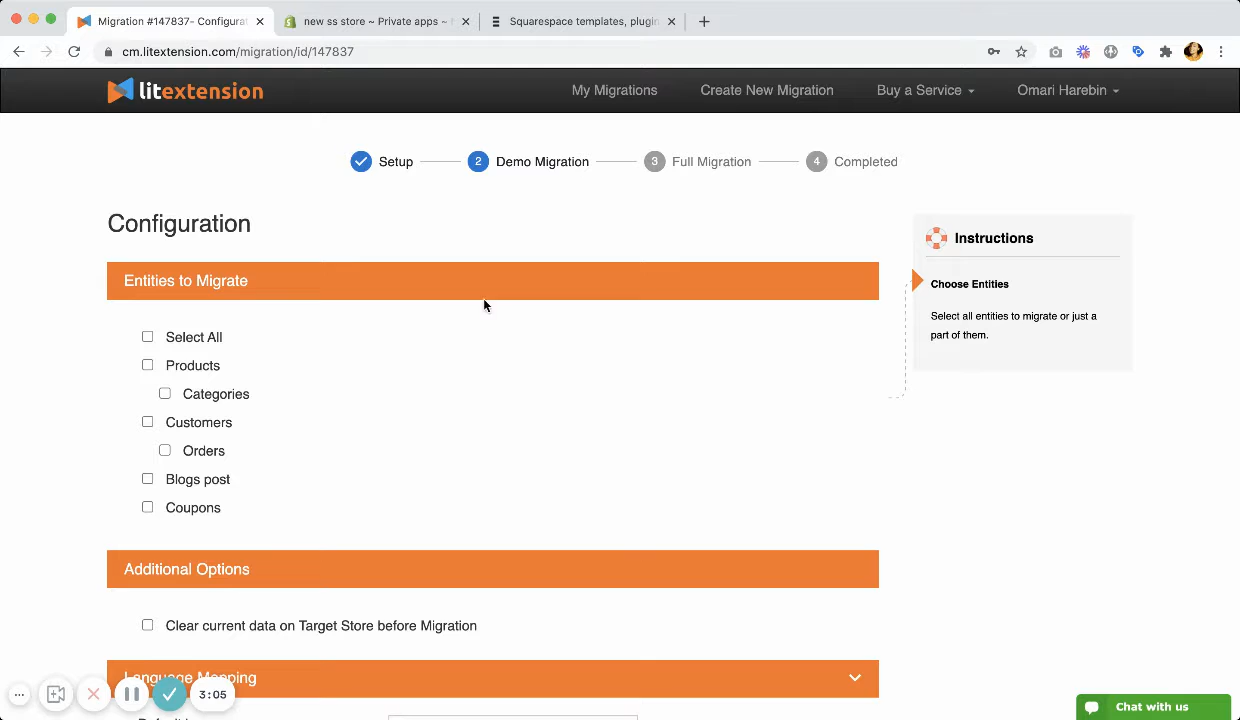 Migration #147837- Configurat
new ss store ~ Private apps ~
Squarespace templates, plugin
cm.litextension.com/migration/id/147837
litextension
My Migrations
Create New Migration
Buy a Service
Omari Harebin
Setup
2 Demo Migration
3 Full Migration
4 Completed
Configuration
Instructions
Entities to Migrate
Choose Entities
Select all entities to migrate or just a
part of them.
Select All
Products
Categories
Customers
Orders
Blogs post
Coupons
Additional Options
Clear current data on Target Store before Migration
Language Mapping
3:05
Chat with us